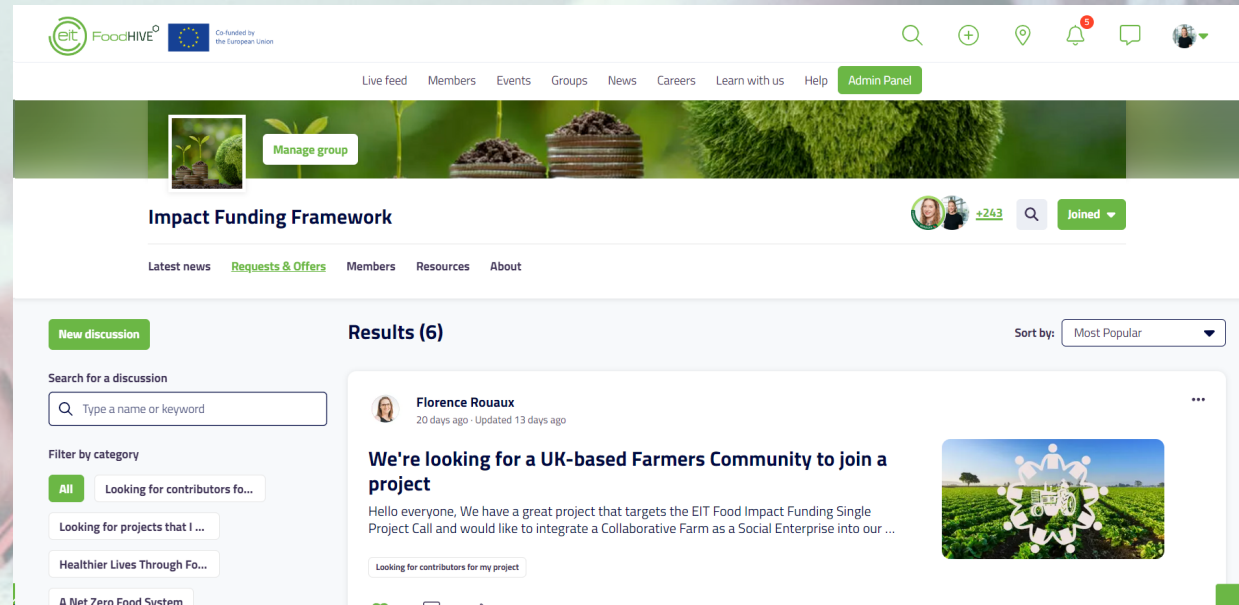 eit FoodHIVE
Co-funded by
the European Union
5
Live feed Members Events Groups News Careers Learn with us Help Admin Panel
Manage group
Impact Funding Framework
+243
Joined
Latest news Requests & Offers Members Resources About
New discussion
Results (6)
Sort by: Most Popular
Search for a discussion
Type a name or keyword
Filter by category
All Looking for contributors fo...
Looking for projects that I ...
Healthier Lives Through Fo...
A Net Zero Food System
Florence Rouaux
20 days ago · Updated 13 days ago
We're looking for a UK-based Farmers Community to join a
project
Hello everyone, We have a great project that targets the EIT Food Impact Funding Single
Project Call and would like to integrate a Collaborative Farm as a Social Enterprise into our ...
Looking for contributors for my project